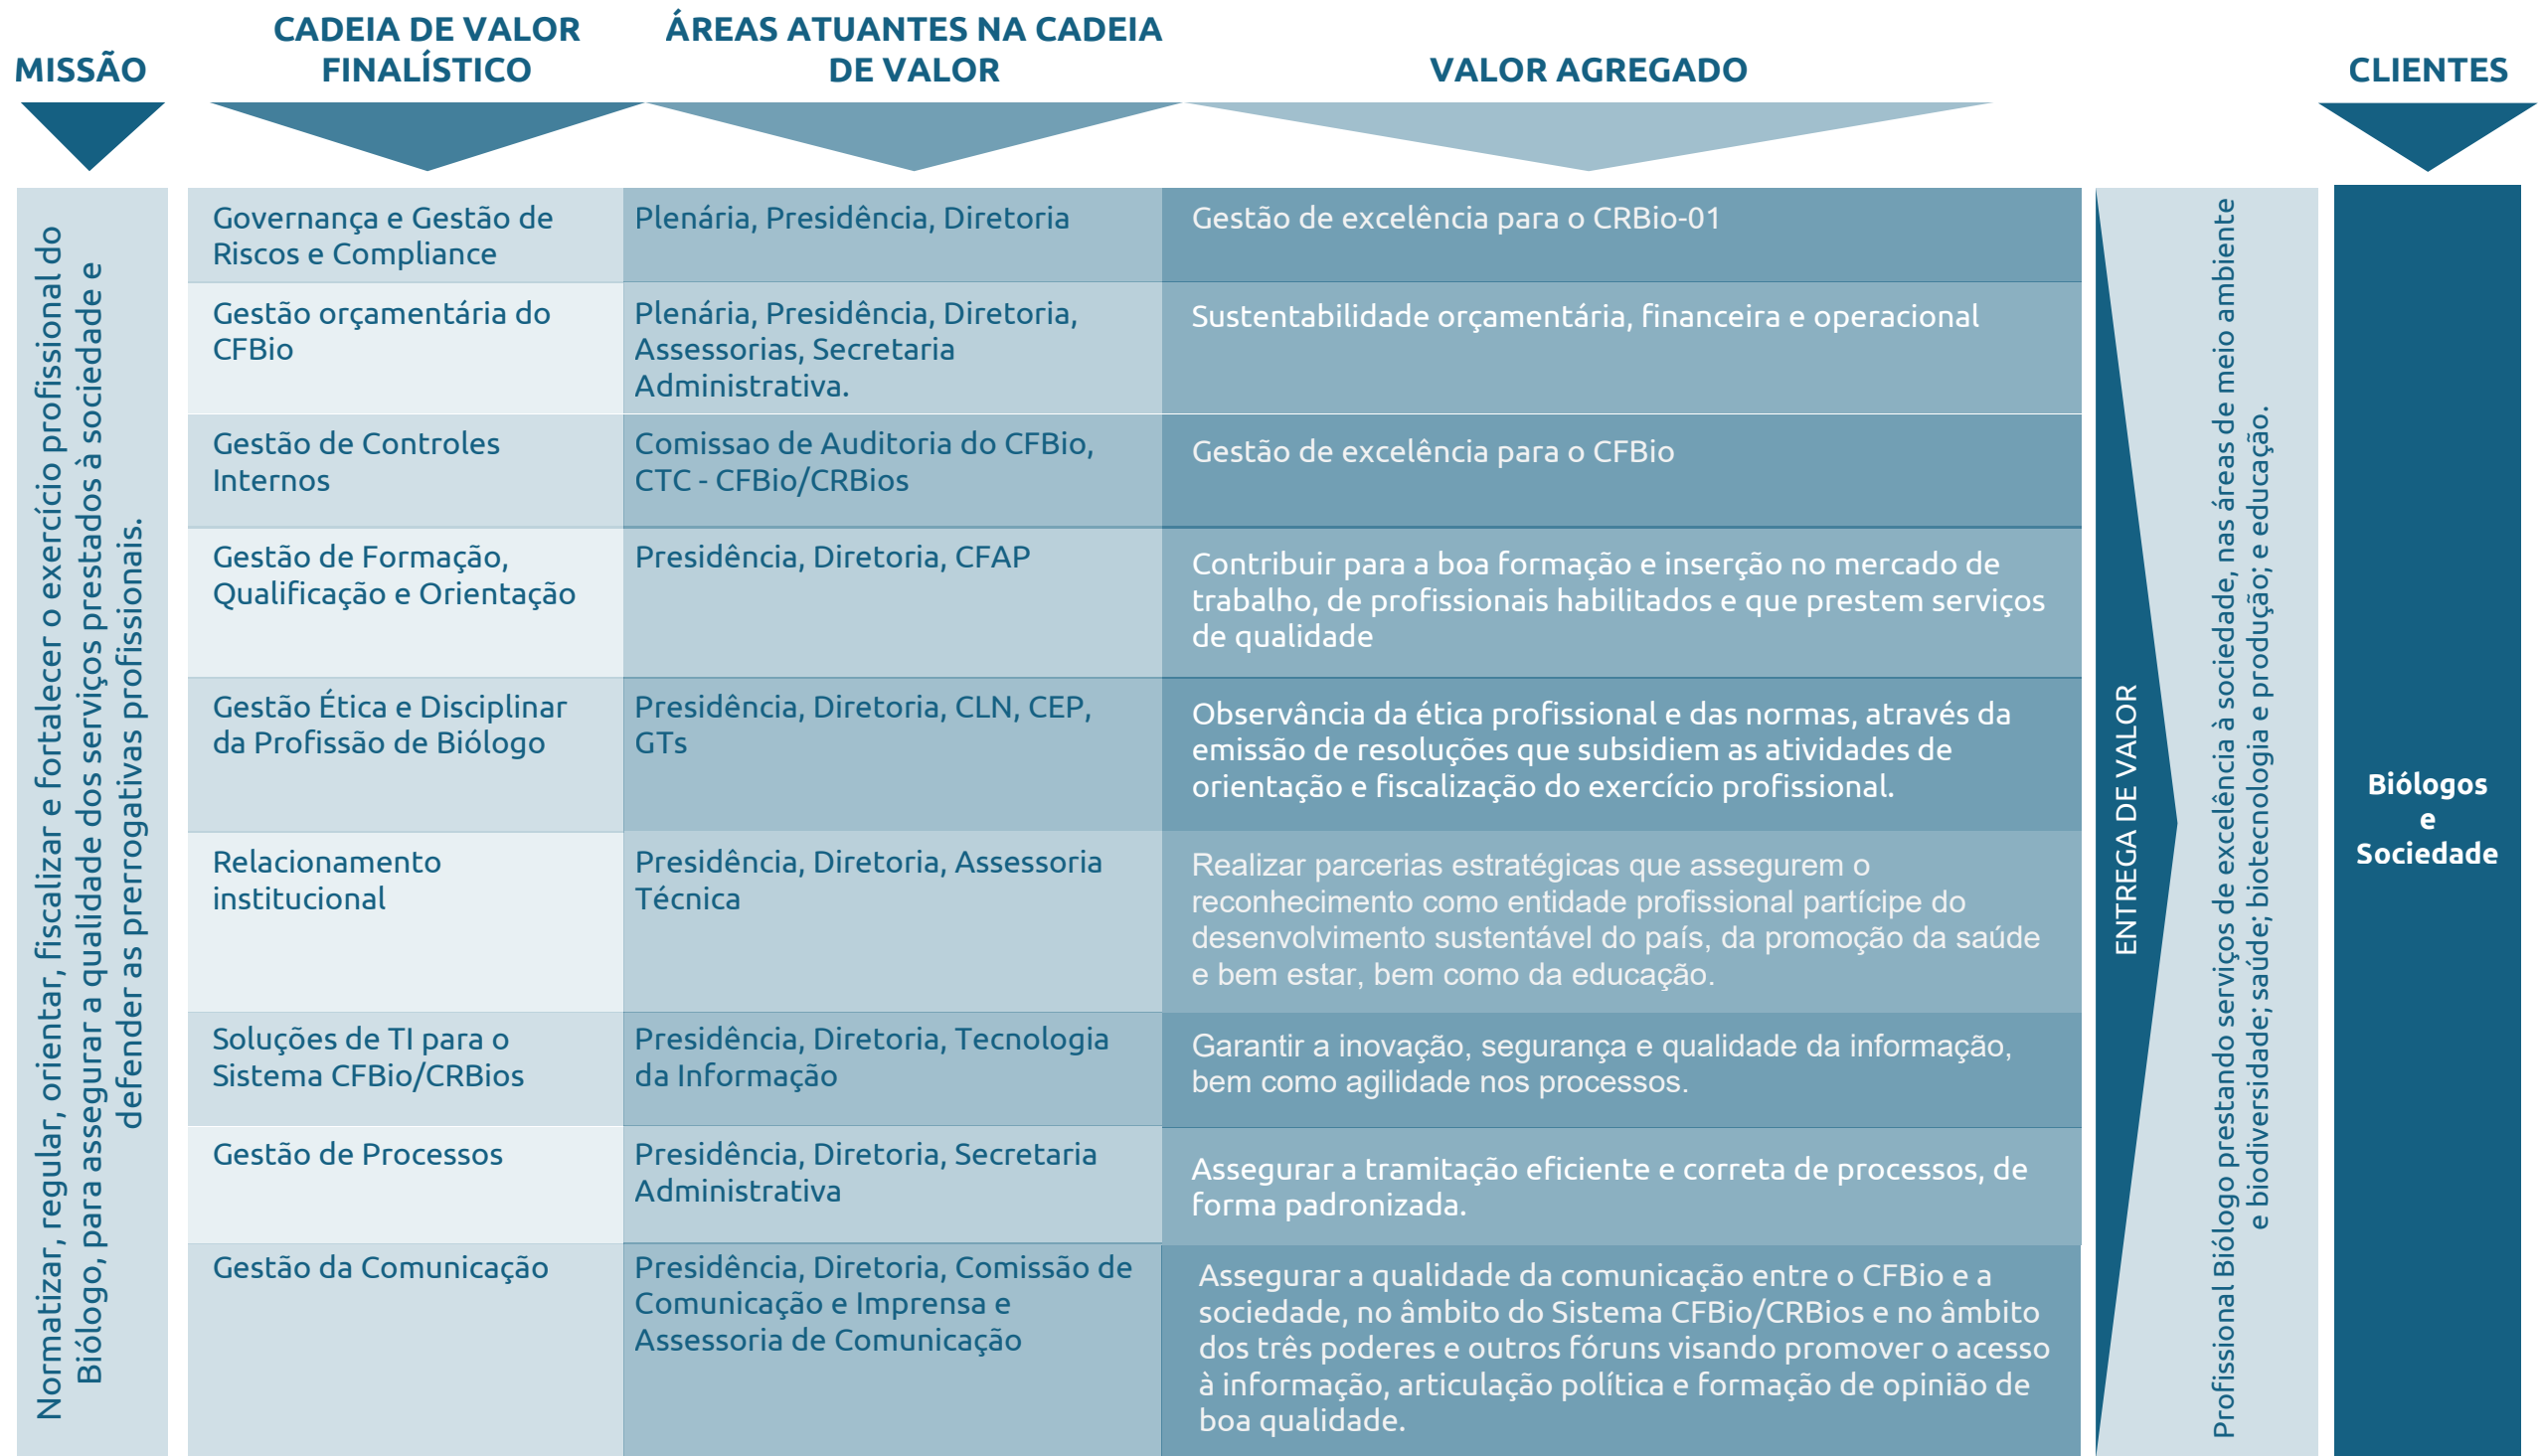 MISSÃO
CADEIA DE VALOR
FINALÍSTICO
ÁREAS ATUANTES NA CADEIA
DE VALOR
VALOR AGREGADO
CLIENTES
Normatizar, regular, orientar, fiscalizar e fortalecer o exercício profissional do
Biólogo, para assegurar a qualidade dos serviços prestados à sociedade e
defender as prerrogativas profissionais.
Governança e Gestão de
Riscos e Compliance
Plenária, Presidência, Diretoria
Gestão de excelência para o CRBio-01
Gestão orçamentária do
CFBio
Plenária, Presidência, Diretoria,
Assessorias, Secretaria
Administrativa.
Sustentabilidade orçamentária, financeira e operacional
Gestão de Controles
Internos
Comissao de Auditoria do CFBio,
CTC - CFBio/CRBios
Gestão de excelência para o CFBio
Gestão de Formação,
Qualificação e Orientação
Presidência, Diretoria, CFAP
Contribuir para a boa formação e inserção no mercado de
trabalho, de profissionais habilitados e que prestem serviços
de qualidade
Gestão Ética e Disciplinar
da Profissão de Biólogo
Presidência, Diretoria, CLN, CEP,
GTs
Observância da ética profissional e das normas, através da
emissão de resoluções que subsidiem as atividades de
orientação e fiscalização do exercício profissional.
Relacionamento
institucional
Presidência, Diretoria, Assessoria
Técnica
Realizar parcerias estratégicas que assegurem o
reconhecimento como entidade profissional partícipe do
desenvolvimento sustentável do país, da promoção da saúde
e bem estar, bem como da educação.
Soluções de TI para o
Sistema CFBio/CRBios
Presidência, Diretoria, Tecnologia
da Informação
Garantir a inovação, segurança e qualidade da informação,
bem como agilidade nos processos.
Gestão de Processos
Presidência, Diretoria, Secretaria
Administrativa
Assegurar a tramitação eficiente e correta de processos, de
forma padronizada.
Gestão da Comunicação
Presidência, Diretoria, Comissão de
Comunicação e Imprensa e
Assessoria de Comunicação
Assegurar a qualidade da comunicação entre o CFBio e a
sociedade, no âmbito do Sistema CFBio/CRBios e no âmbito
dos três poderes e outros fóruns visando promover o acesso
à informação, articulação política e formação de opinião de
boa qualidade.
ENTREGA DE VALOR
Profissional Biólogo prestando serviços de excelência à sociedade, nas áreas de meio ambiente
e biodiversidade; saúde; biotecnologia e produção; e educação.
Biólogos
e
Sociedade